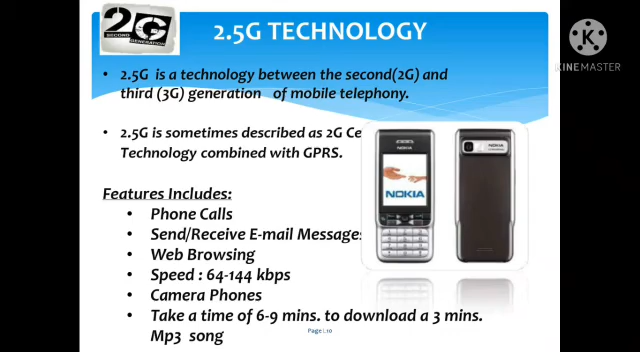 2G
SECOND
GENERATION
2.5G TECHNOLOGY
K
KINEMASTER
• 2.5G is a technology between the second(2G) and
third (3G) generation of mobile telephony.
• 2.5G is sometimes described as 2G Ce
Technology combined with GPRS.
NOKIA
NOKIA
NOKIA
Features Includes:
• Phone Calls
• Send/Receive E-mail Messages
• Web Browsing
• Speed : 64-144 kbps
• Camera Phones
• Take a time of 6-9 mins. to download a 3 mins.
Mp3 song
Page : 10